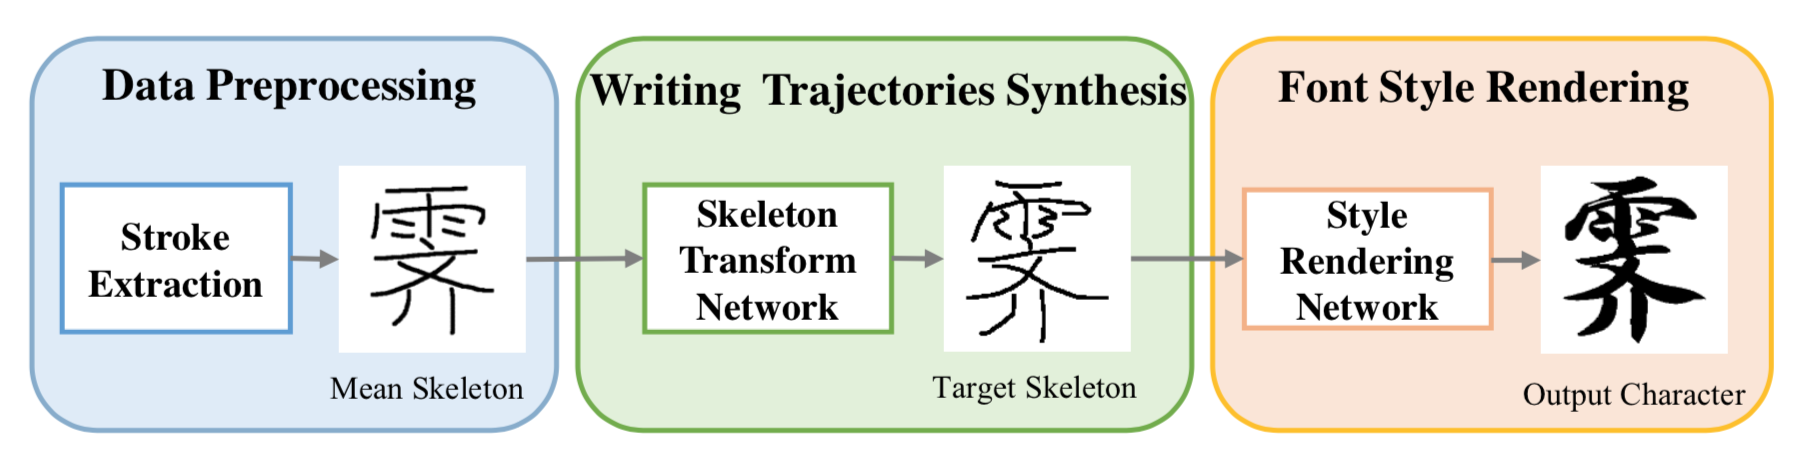 Data Preprocessing
Stroke
Extraction
霁
Mean Skeleton
Writing Trajectories Synthesis
Skeleton
Transform
Network
霁
Target Skeleton
Font Style Rendering
Style
Rendering
Network
霁
Output Character